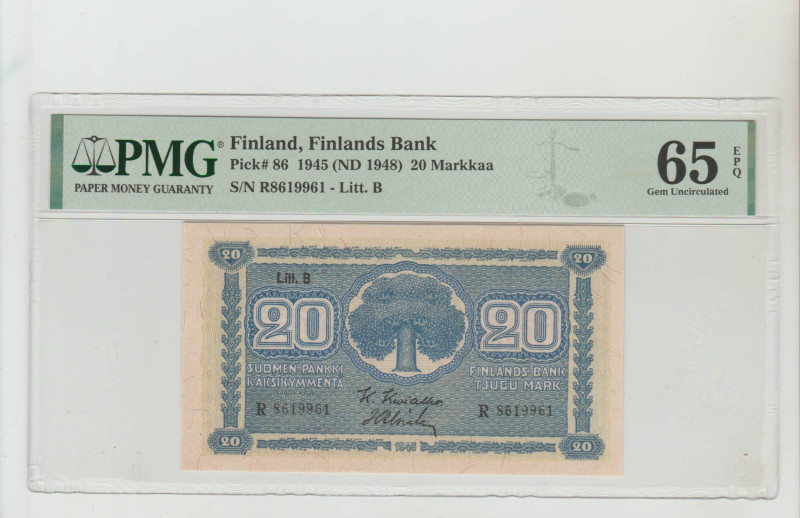 PMG®
PAPER MONEY GUARANTY
Finland, Finlands Bank
Pick# 86 1945 (ND 1948) 20 Markkaa
S/N R8619961 - Litt. B
65 EPQ
Gem Uncirculated
20 20
Litt. B
20 20
SUOMEN PANKKI FINLANDS BANK
KAKSIKYMMENTÄ TJUGU MARK
R 8619961 R 8619961
20 1945 20